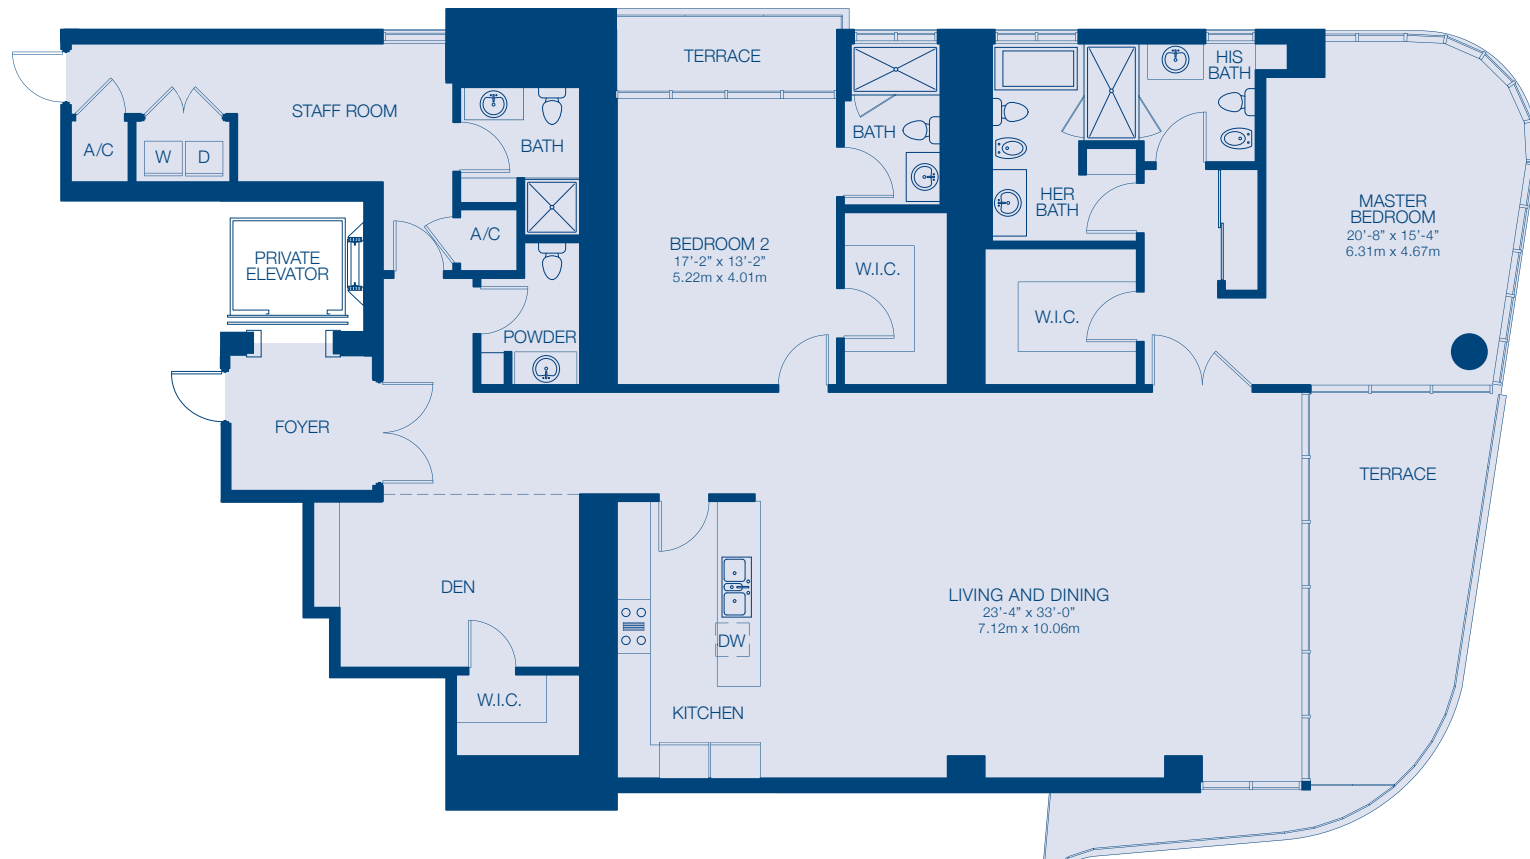 TERRACE
HIS
BATH
STAFF ROOM
A/C
W
D
BATH
BATH
HER
BATH
MASTER
BEDROOM
20'-8" x 15'-4"
6.31m x 4.67m
A/C
PRIVATE
ELEVATOR
BEDROOM 2
17'-2" x 13'-2"
5.22m x 4.01m
W.I.C.
W.I.C.
POWDER
FOYER
TERRACE
DEN
LIVING AND DINING
23'-4" x 33'-0"
7.12m x 10.06m
DW
W.I.C.
KITCHEN